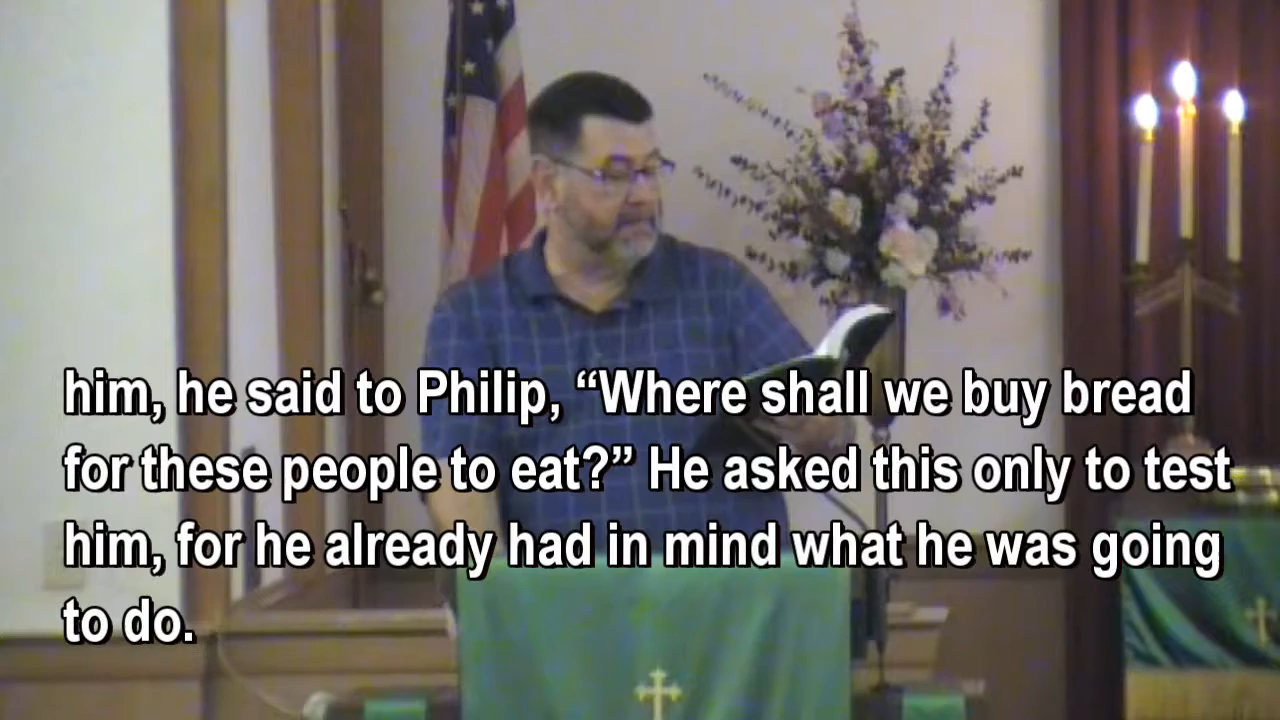 him, he said to Philip, “Where shall we buy bread
for these people to eat?” He asked this only to test
him, for he already had in mind what he was going
to do.